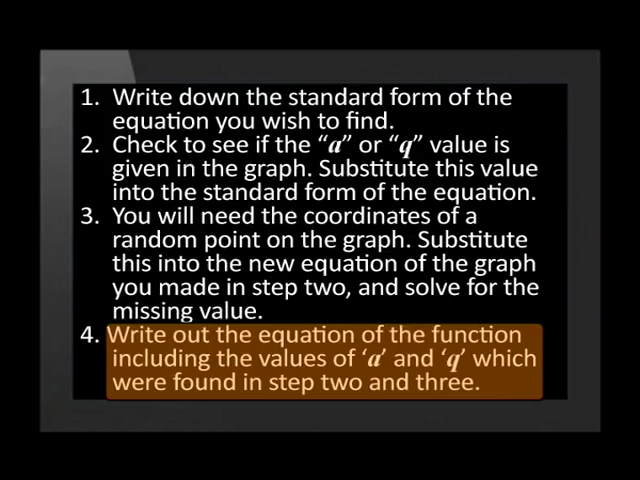 1. Write down the standard form of the
equation you wish to find.
2. Check to see if the “a” or “q” value is
given in the graph. Substitute this value
into the standard form of the equation.
3. You will need the coordinates of a
random point on the graph. Substitute
this into the new equation of the graph
you made in step two, and solve for the
missing value.
4. Write out the equation of the function
including the values of ‘a’ and ‘q’ which
were found in step two and three.